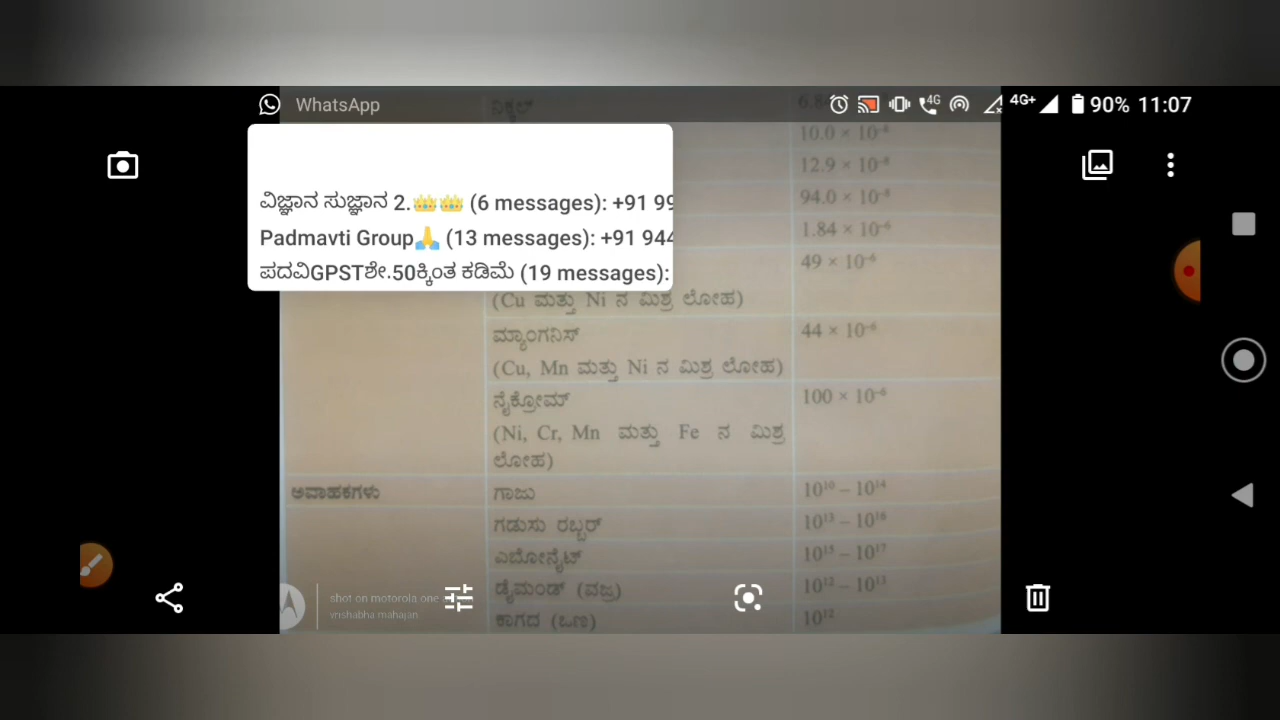 WhatsApp
4G
4G+
90% 11:07
ವಿಜ್ಞಾನ ಸುಜ್ಞಾನ 2.👑👑 (6 messages): +91 99
Padmavti Group🙏 (13 messages): +91 944
ಪದವಿGPSTಶೇ.50ಕ್ಕಿಂತ ಕಡಿಮೆ (19 messages):
ನಿಕ್ಕಲ್
10.0 × 10⁻⁸
12.9 × 10⁻⁸
94.0 × 10⁻⁸
1.84 × 10⁻⁶
49 × 10⁻⁶
(Cu ಮತ್ತು Ni ನ ಮಿಶ್ರ ಲೋಹ)
ಮ್ಯಾಂಗನಿಸ್ 44 × 10⁻⁶
(Cu, Mn ಮತ್ತು Ni ನ ಮಿಶ್ರ ಲೋಹ)
ನೈಕ್ರೋಮ್ 100 × 10⁻⁶
(Ni, Cr, Mn ಮತ್ತು Fe ನ ಮಿಶ್ರ
ಲೋಹ)
ಅವಾಹಕಗಳು ಗಾಜು 10¹⁰ – 10¹⁴
ಗಡುಸು ರಬ್ಬರ್ 10¹³ – 10¹⁶
ಎಬೋನೈಟ್ 10¹⁵ – 10¹⁷
ಡೈಮಂಡ್ (ವಜ್ರ) 10¹² – 10¹³
ಕಾಗದ (ಒಣ) 10¹²
shot on motorola one
vrishabha mahajan